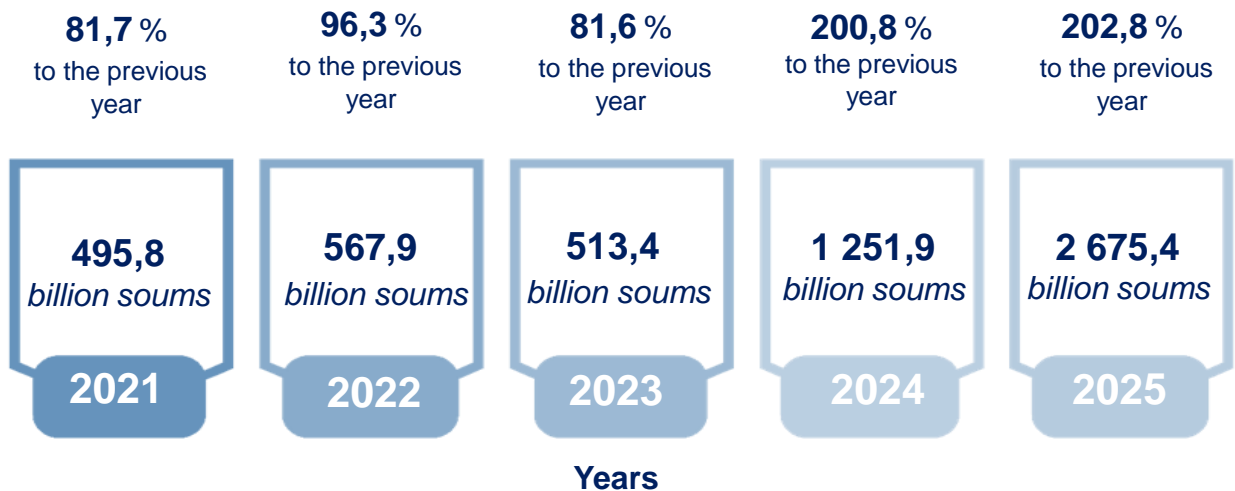 81,7 %
to the previous
year
96,3 %
to the previous
year
81,6 %
to the previous
year
200,8 %
to the previous
year
202,8 %
to the previous
year
495,8
billion soums
2021
567,9
billion soums
2022
513,4
billion soums
2023
1 251,9
billion soums
2024
2 675,4
billion soums
2025
Years